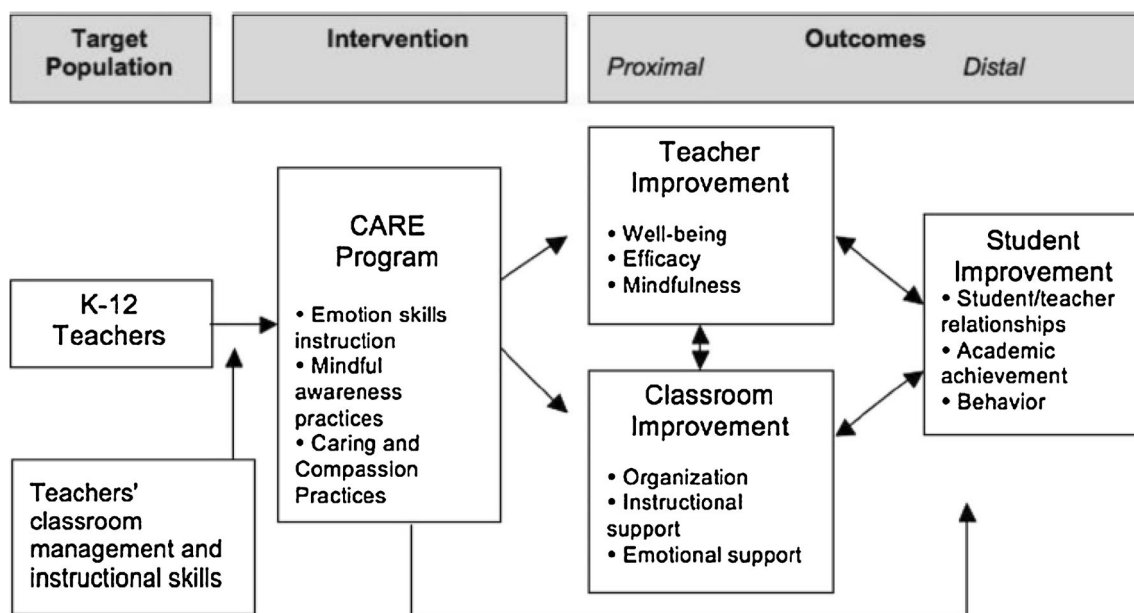 Target
Population
Intervention
Outcomes
Proximal
Distal
K-12
Teachers
Teachers'
classroom
management and
instructional skills
CARE
Program
• Emotion skills
instruction
• Mindful
awareness
practices
• Caring and
Compassion
Practices
Teacher
Improvement
• Well-being
• Efficacy
• Mindfulness
Classroom
Improvement
• Organization
• Instructional
support
• Emotional support
Student
Improvement
• Student/teacher
relationships
• Academic
achievement
• Behavior